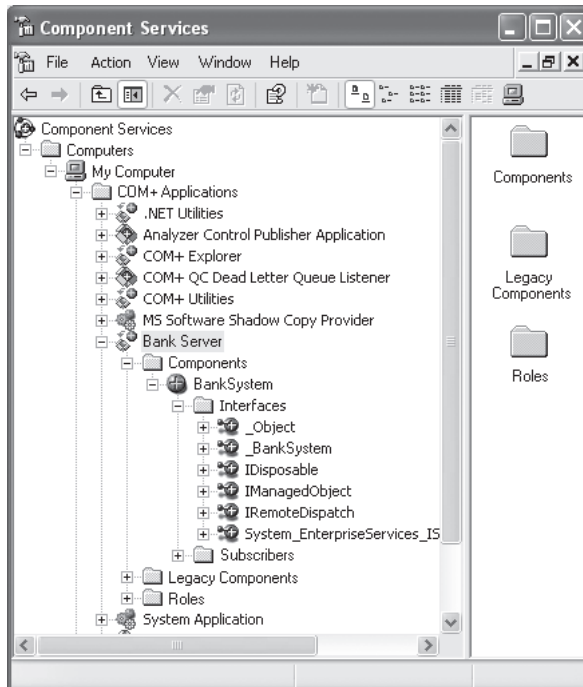 Component Services
File Action View Window Help
Component Services
Computers
My Computer
COM+ Applications
.NET Utilities
Analyzer Control Publisher Application
COM+ Explorer
COM+ QC Dead Letter Queue Listener
COM+ Utilities
MS Software Shadow Copy Provider
Bank Server
Components
BankSystem
Interfaces
_Object
_BankSystem
IDisposable
IManagedObject
IRemoteDispatch
System_EnterpriseServices_IS
Subscribers
Legacy Components
Roles
System Application
Components
Legacy
Components
Roles